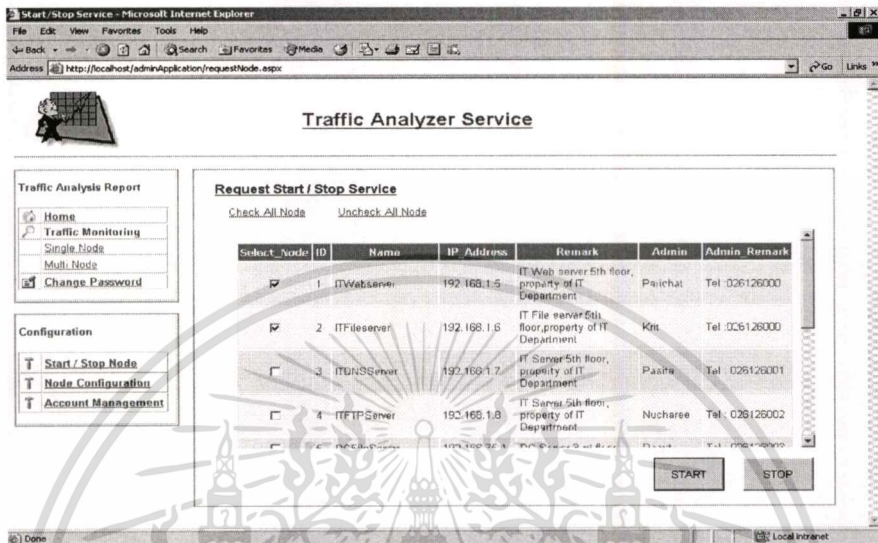 Start/Stop Service - Microsoft Internet Explorer
File Edit View Favorites Tools Help
Back Search Favorites Media
Address http://localhost/adminApplication/requestNode.aspx Go Links »
Traffic Analyzer Service
Traffic Analysis Report
Home
Traffic Monitoring
Single Node
Multi Node
Change Password
Configuration
Start / Stop Node
Node Configuration
Account Management
Request Start / Stop Service
Check All Node Uncheck All Node
Select_Node ID Name IP_Address Remark Admin Admin_Remark
1 ITWebserver 192.168.1.5 IT Web server 5th floor, property of IT Department Parichat Tel :026126000
2 ITFileserver 192.168.1.6 IT File server 5th floor,property of IT Department Krit Tel :026126000
3 ITDNSServer 192.168.1.7 IT Server 5th floor, property of IT Department Pasita Tel : 026126001
4 ITFTPServer 192.168.1.8 IT Server 5th floor, property of IT Department Nucharee Tel : 026126002
START STOP
Done Local intranet